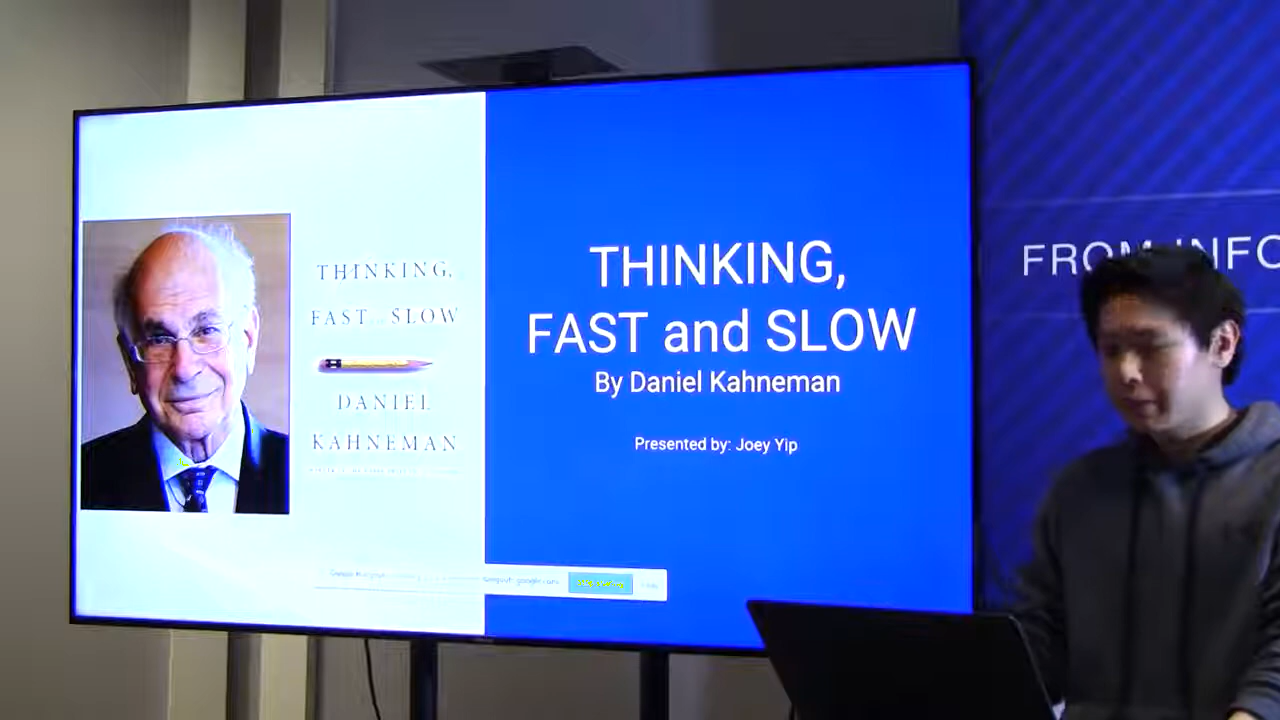 THINKING,
FAST SLOW
DANIEL
KAHNEMAN
THINKING,
FAST and SLOW
By Daniel Kahneman
Presented by: Joey Yip
FROM INFO